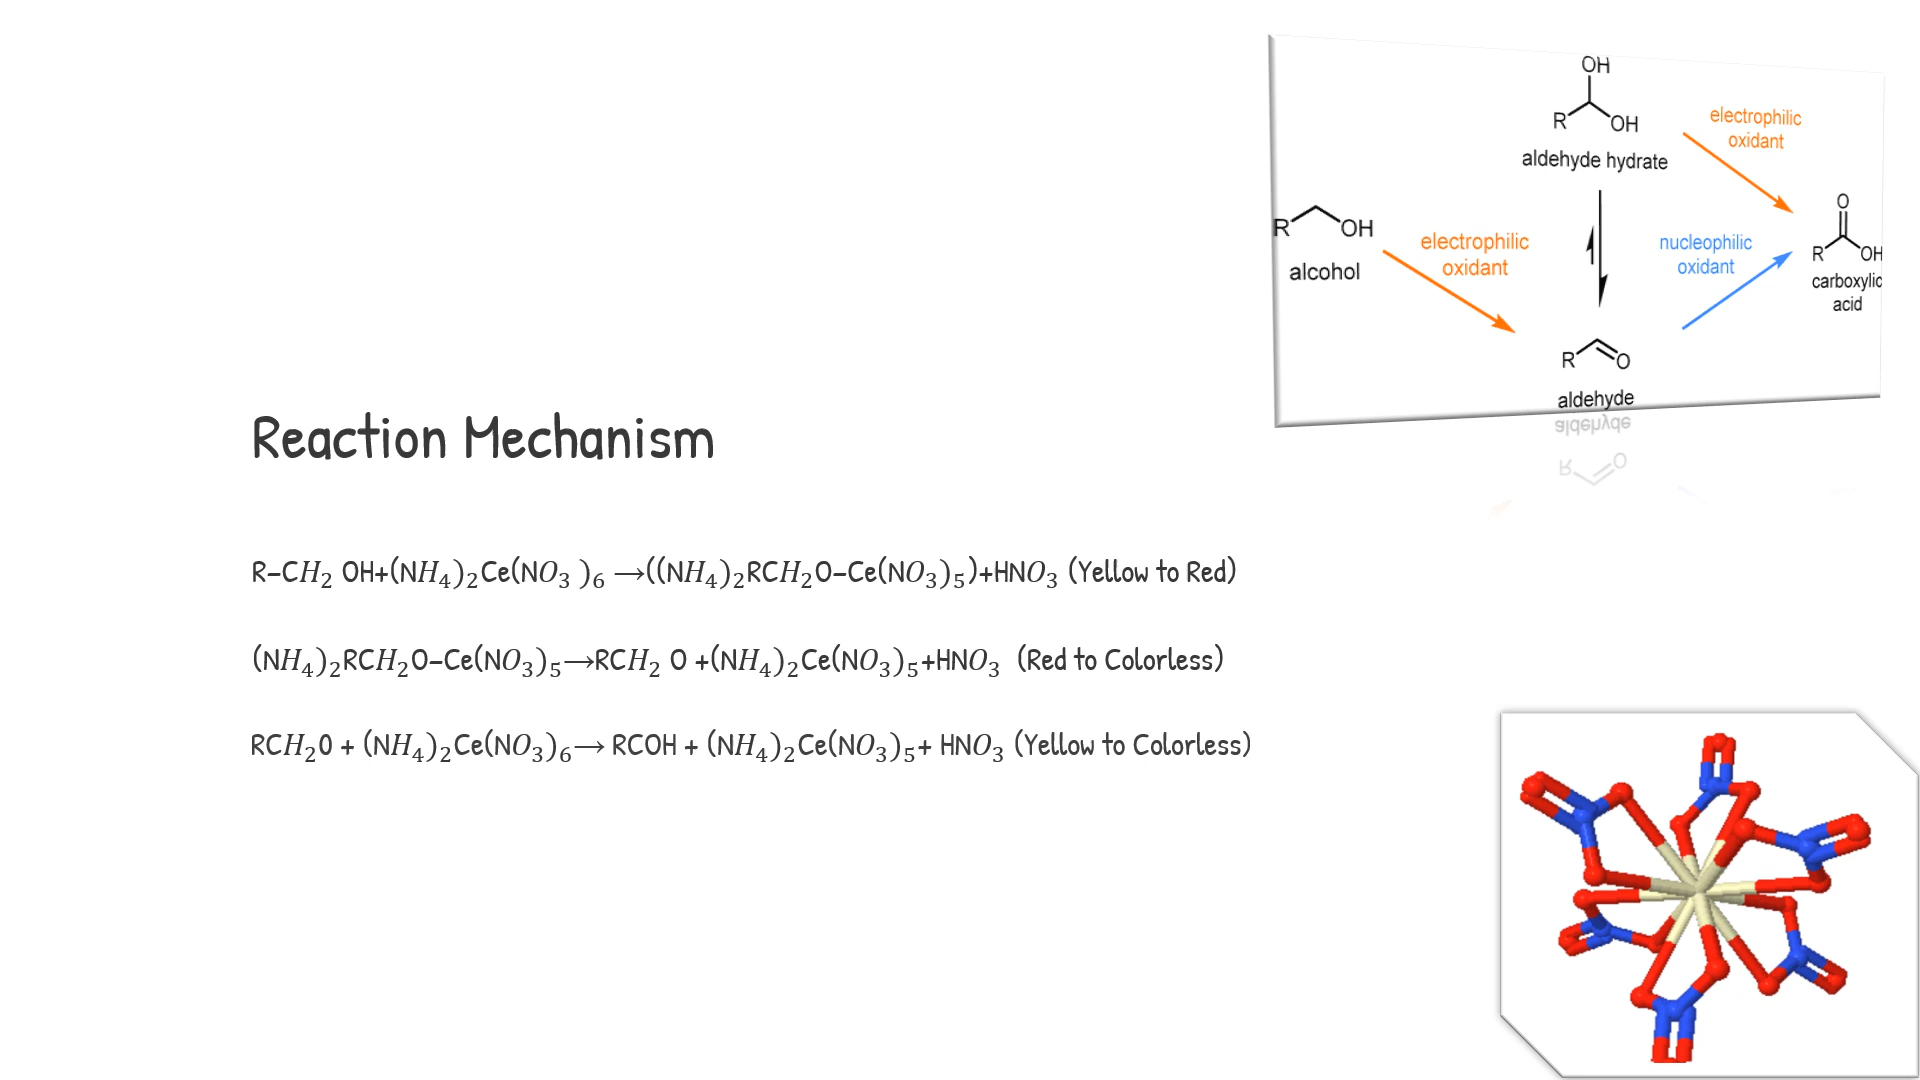 OH
R
OH
aldehyde hydrate
electrophilic
oxidant
R
OH
alcohol
electrophilic
oxidant
nucleophilic
oxidant
O
R
OH
carboxylic
acid
R
O
aldehyde
Reaction Mechanism
R–C𝐻₂ OH+(N𝐻₄)₂Ce(N𝑂₃ )₆ ⟶((N𝐻₄)₂RC𝐻₂O–Ce(N𝑂₃)₅)+HN𝑂₃ (Yellow to Red)
(N𝐻₄)₂RC𝐻₂O–Ce(N𝑂₃)₅⟶RC𝐻₂ O +(N𝐻₄)₂Ce(N𝑂₃)₅+HN𝑂₃ (Red to Colorless)
RC𝐻₂0 + (N𝐻₄)₂Ce(N𝑂₃)₆⟶ RCOH + (N𝐻₄)₂Ce(N𝑂₃)₅+ HN𝑂₃ (Yellow to Colorless)